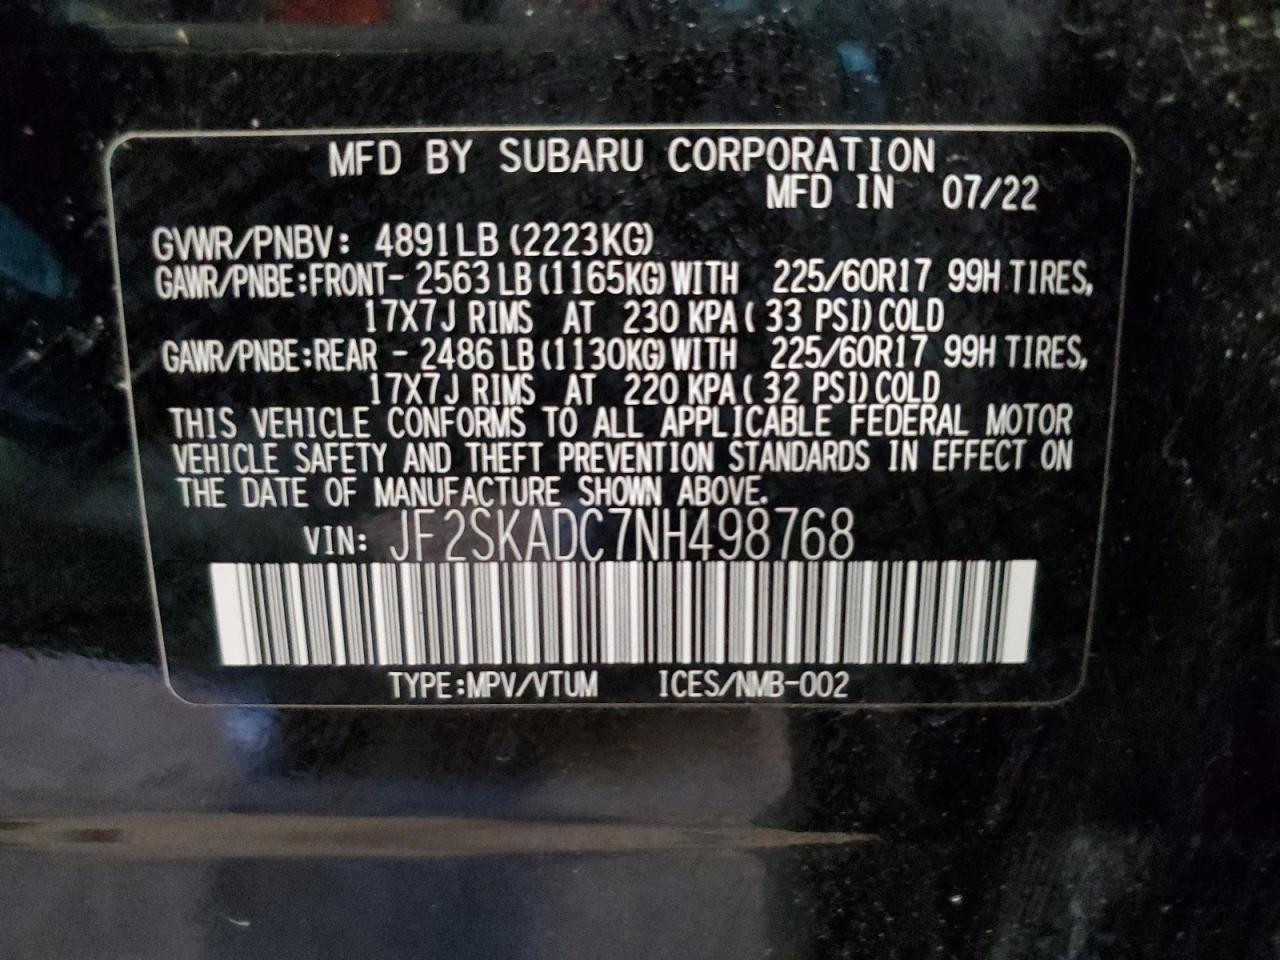 MFD BY SUBARU CORPORATION
MFD IN 07/22
GVWR/PNBV: 4891LB (2223KG)
GAWR/PNBE:FRONT- 2563 LB (1165KG) WITH 225/60R17 99H TIRES,
17X7J RIMS AT 230 KPA ( 33 PSI) COLD
GAWR/PNBE:REAR - 2486 LB (1130KG) WITH 225/60R17 99H TIRES,
17X7J RIMS AT 220 KPA ( 32 PSI) COLD
THIS VEHICLE CONFORMS TO ALL APPLICABLE FEDERAL MOTOR
VEHICLE SAFETY AND THEFT PREVENTION STANDARDS IN EFFECT ON
THE DATE OF MANUFACTURE SHOWN ABOVE.
VIN: JF2SKADC7NH498768
TYPE:MPV/VTUM ICES/NMB-002